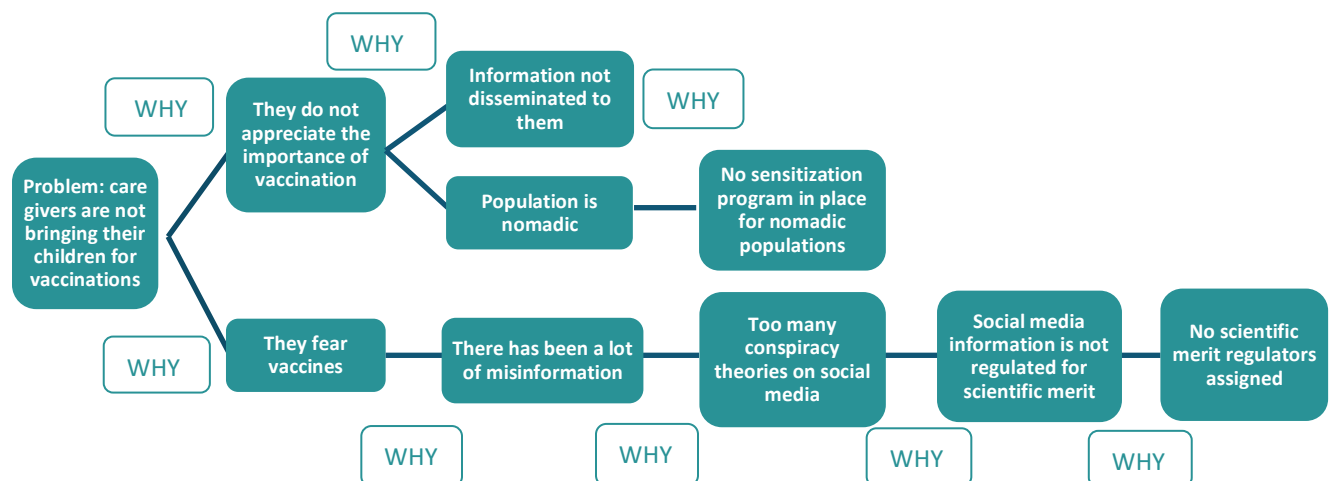 WHY
WHY
They do not
appreciate the
importance of
vaccination
Information not
disseminated to
them
WHY
Problem: care
givers are not
bringing their
children for
vaccinations
Population is
nomadic
No sensitization
program in place
for nomadic
populations
WHY
They fear
vaccines
There has been a lot
of misinformation
Too many
conspiracy
theories on social
media
Social media
information is not
regulated for
scientific merit
No scientific
merit regulators
assigned
WHY
WHY
WHY
WHY